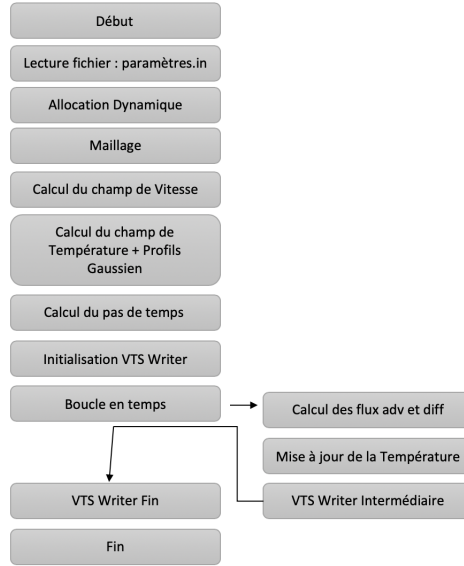 Début
Lecture fichier : paramètres.in
Allocation Dynamique
Maillage
Calcul du champ de Vitesse
Calcul du champ de
Température + Profils
Gaussien
Calcul du pas de temps
Initialisation VTS Writer
Boucle en temps
Calcul des flux adv et diff
Mise à jour de la Température
VTS Writer Intermédiaire
VTS Writer Fin
Fin